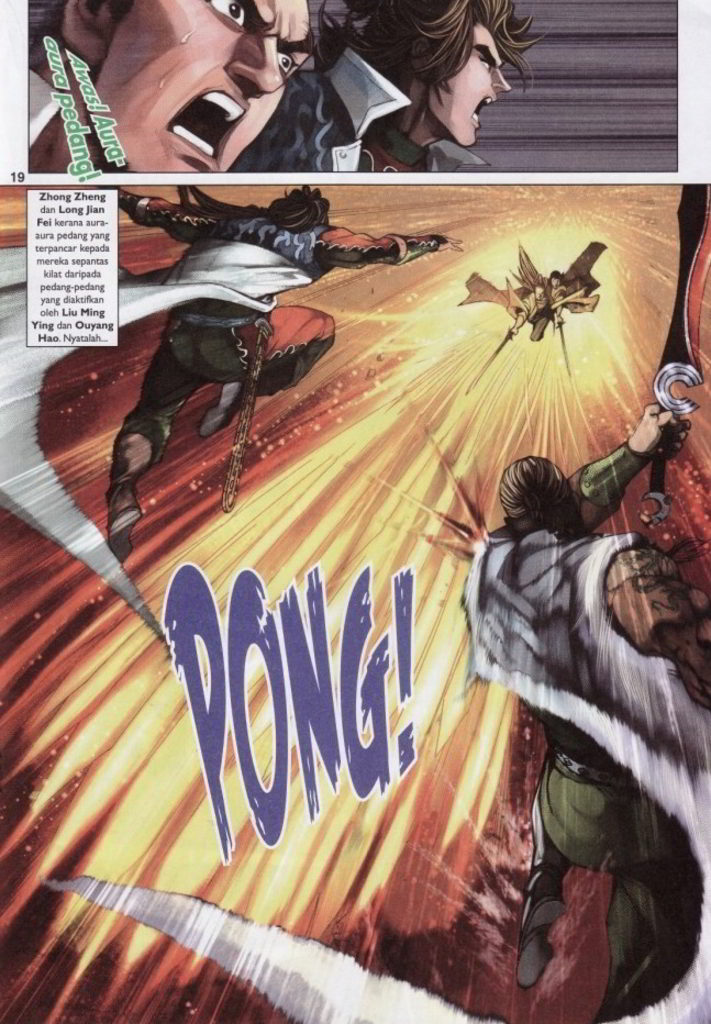 Awas! Aura-
aura pedang!
19
Zhong Zheng
dan Long Jian
Fei kerana aura-
aura pedang yang
terpancar kepada
mereka sepantas
kilat daripada
pedang-pedang
yang diaktifkan
oleh Liu Ming
Ying dan Ouyang
Hao. Nyatalah...
PONG!